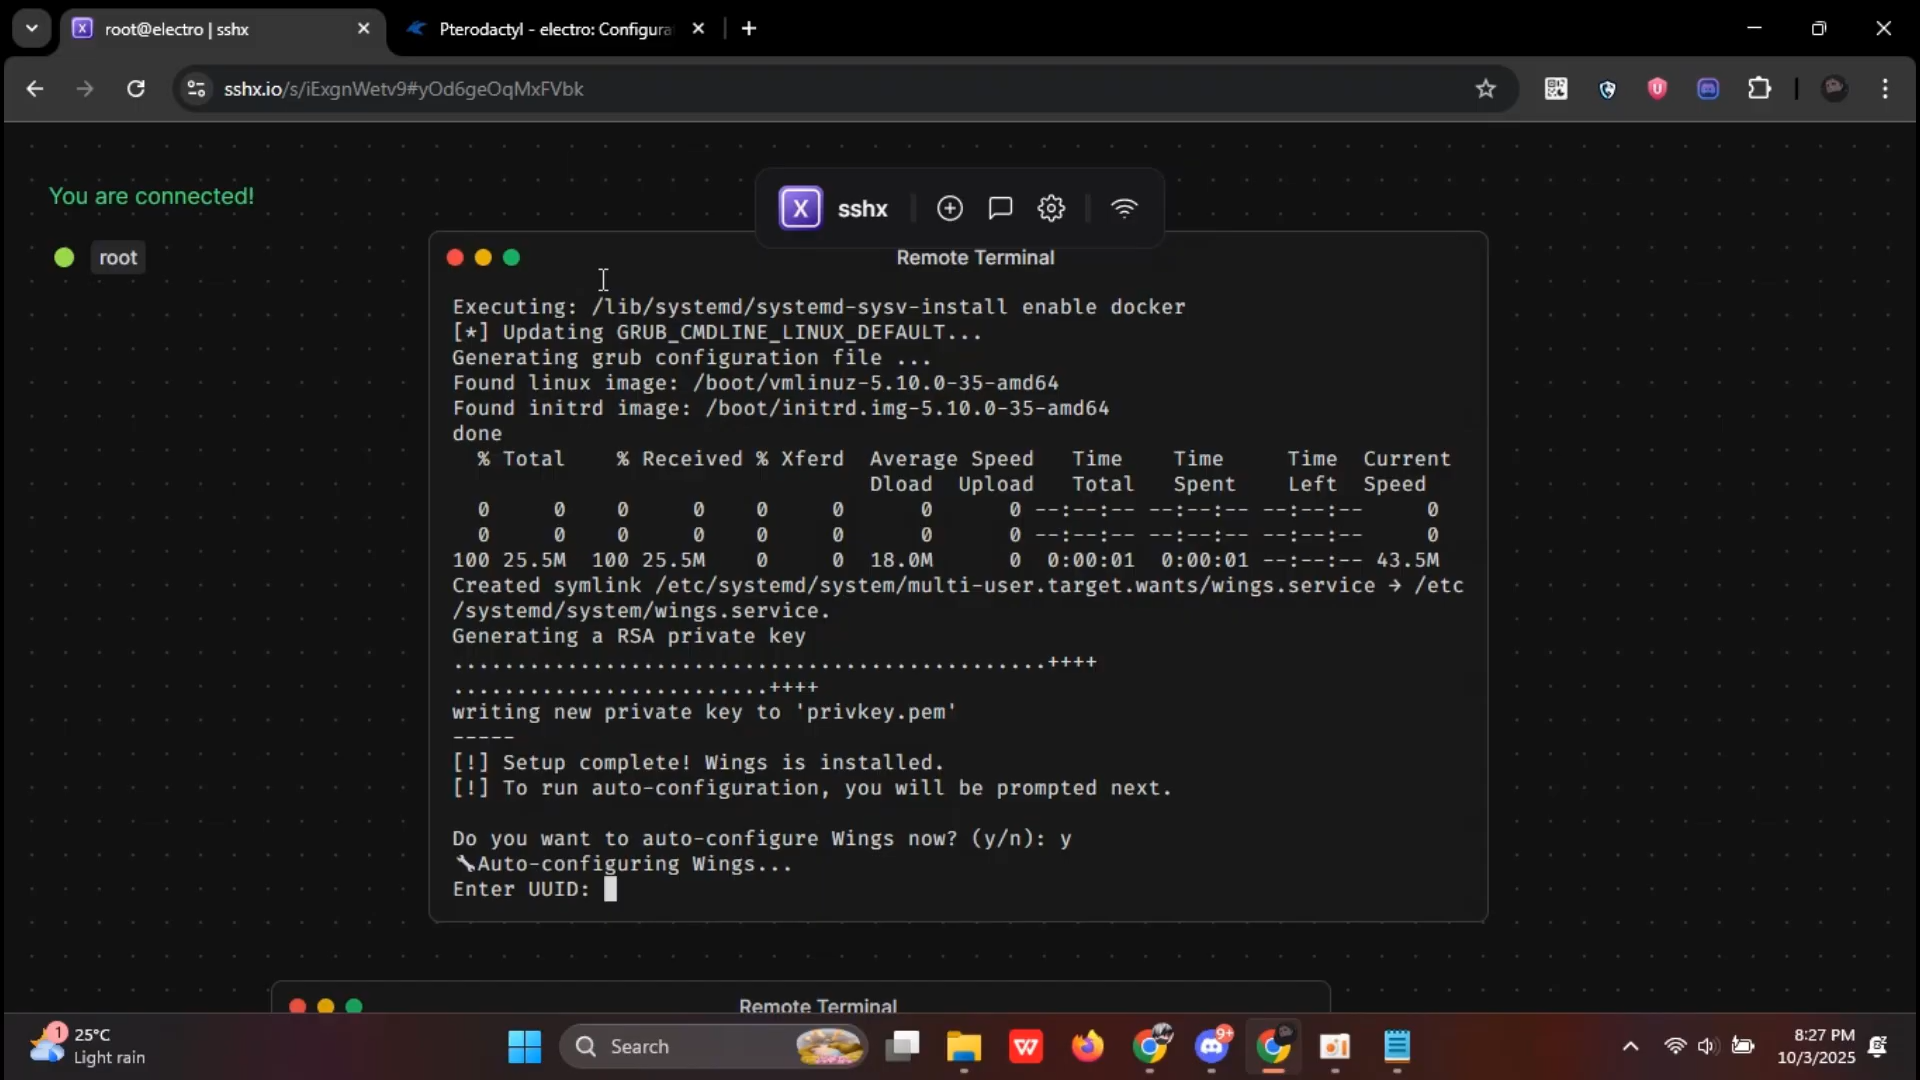 root@electro | sshx
Pterodactyl - electro: Configura
sshx.io/s/iExgnWetv9#yOd6geOqMxFVbk
You are connected!
root
X
sshx
Remote Terminal
Executing: /lib/systemd/systemd-sysv-install enable docker
[*] Updating GRUB_CMDLINE_LINUX_DEFAULT...
Generating grub configuration file ...
Found linux image: /boot/vmlinuz-5.10.0-35-amd64
Found initrd image: /boot/initrd.img-5.10.0-35-amd64
done
% Total % Received % Xferd Average Speed Time Time Time Current
Dload Upload Total Spent Left Speed
0 0 0 0 0 0 0 0 --:--:-- --:--:-- --:--:-- 0
0 0 0 0 0 0 0 0 --:--:-- --:--:-- --:--:-- 0
100 25.5M 100 25.5M 0 0 18.0M 0 0:00:01 0:00:01 --:--:-- 43.5M
Created symlink /etc/systemd/system/multi-user.target.wants/wings.service → /etc
/systemd/system/wings.service.
Generating a RSA private key
...............................................++++
.........................++++
writing new private key to 'privkey.pem'
-----
[!] Setup complete! Wings is installed.
[!] To run auto-configuration, you will be prompted next.
Do you want to auto-configure Wings now? (y/n): y
🔧Auto-configuring Wings...
Enter UUID:
Remote Terminal
1
25°C
Light rain
Search
W
9+
8:27 PM
10/3/2025